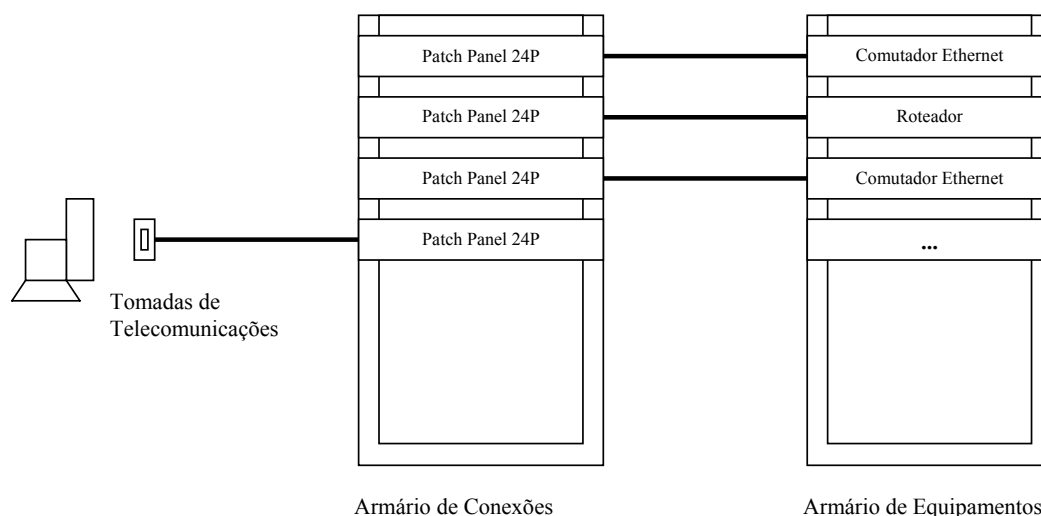 Patch Panel 24P
Comutador Ethernet
Patch Panel 24P
Roteador
Patch Panel 24P
Comutador Ethernet
Patch Panel 24P
...
Tomadas de
Telecomunicações
Armário de Conexões
Armário de Equipamentos